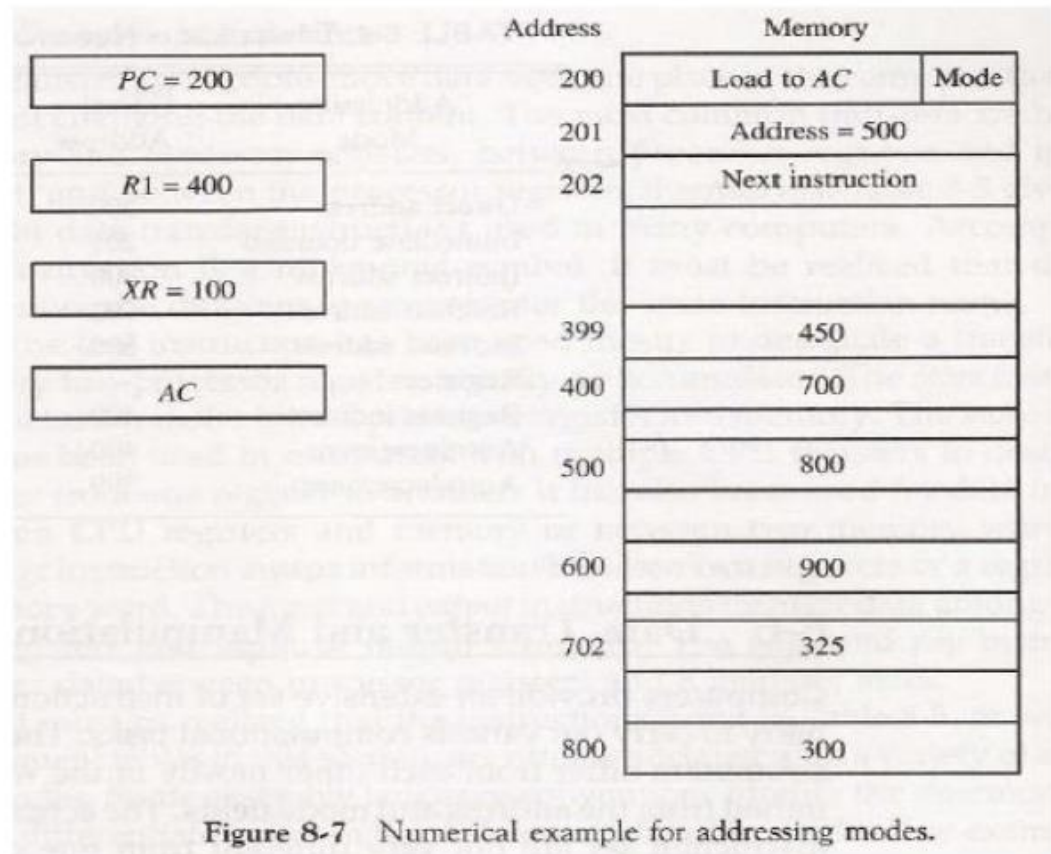 Address Memory
PC = 200
200 Load to AC Mode
201 Address = 500
R1 = 400
202 Next instruction
XR = 100
399 450
AC
400 700
500 800
600 900
702 325
800 300
Figure 8-7 Numerical example for addressing modes.